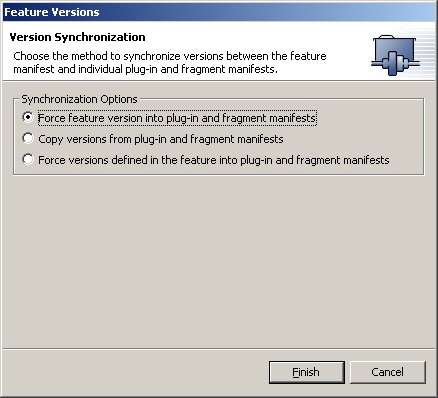 Feature Versions
Version Synchronization
Choose the method to synchronize versions between the feature
manifest and individual plug-in and fragment manifests.
Synchronization Options
Force feature version into plug-in and fragment manifests
Copy versions from plug-in and fragment manifests
Force versions defined in the feature into plug-in and fragment manifests
Finish
Cancel